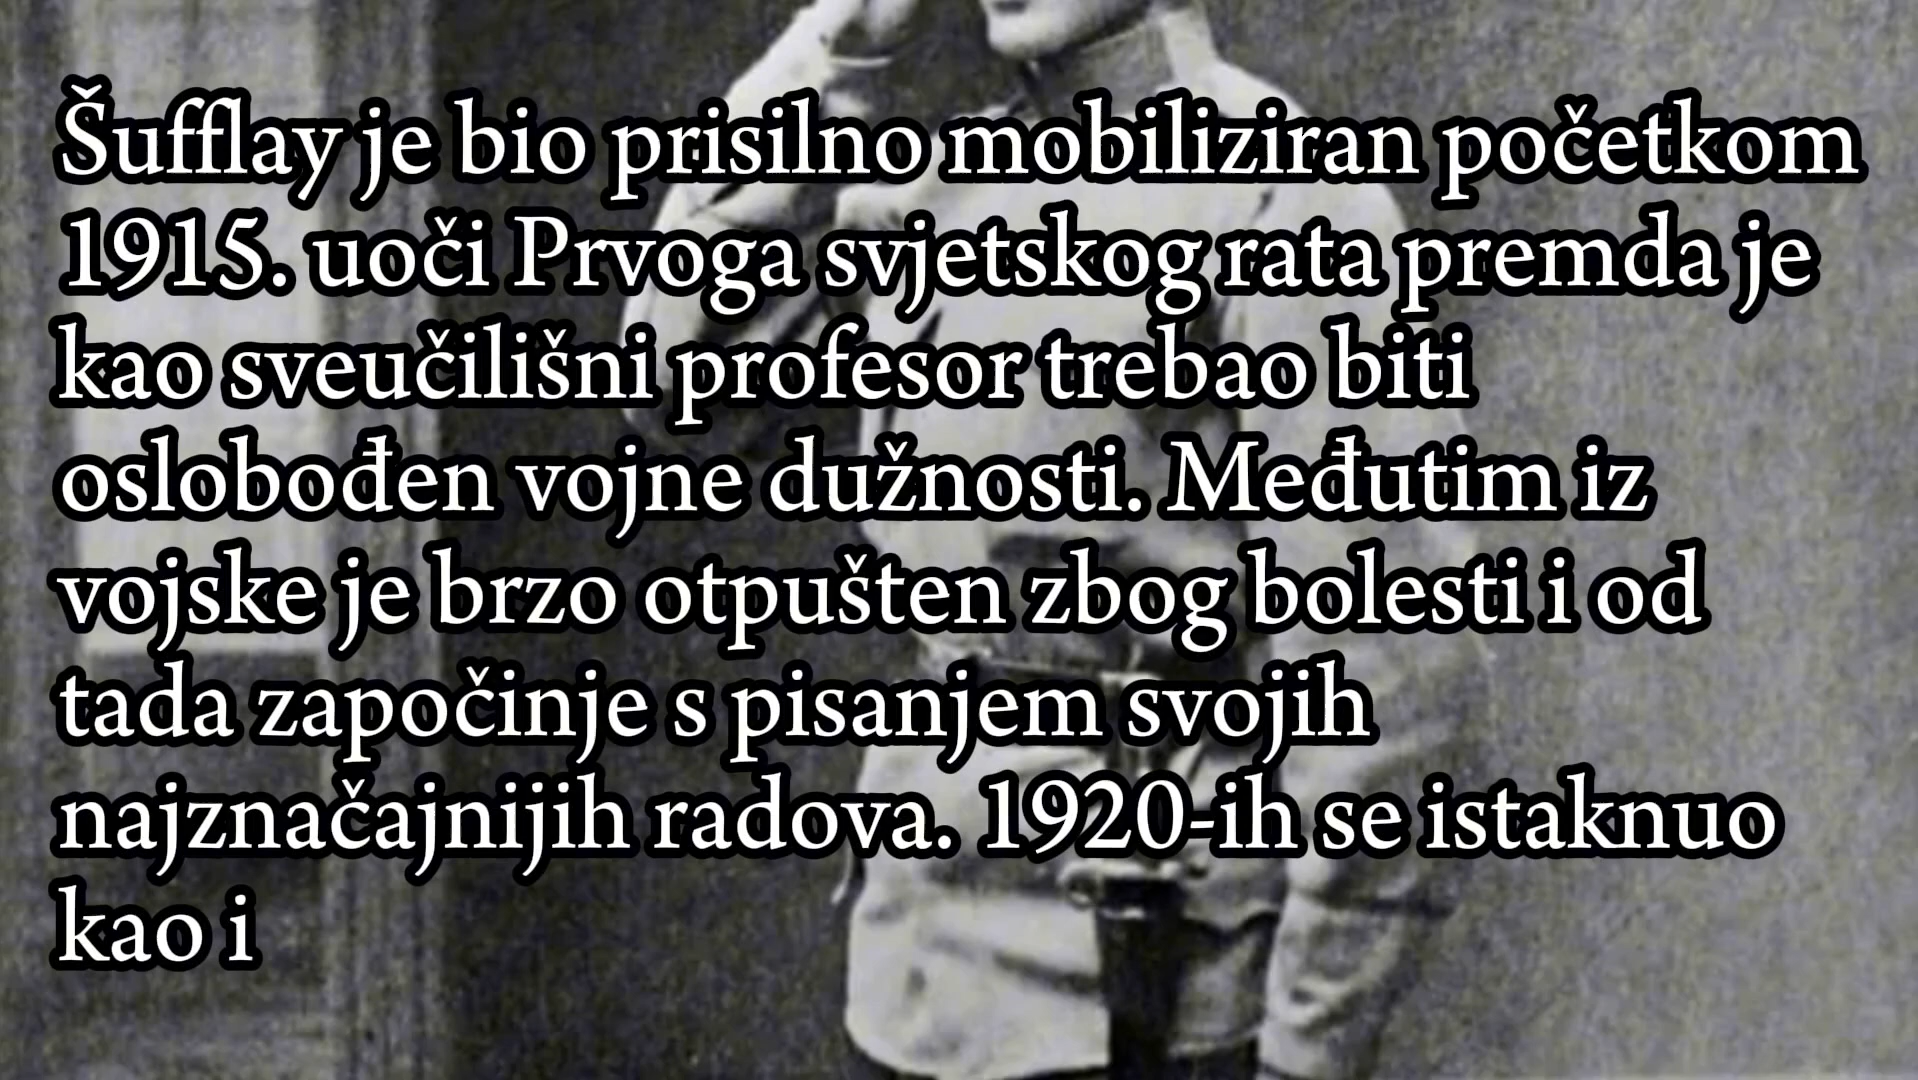 Šufflay je bio prisilno mobiliziran početkom
1915. uoči Prvoga svjetskog rata premda je
kao sveučilišni profesor trebao biti
oslobođen vojne dužnosti. Međutim iz
vojske je brzo otpušten zbog bolesti i od
tada započinje s pisanjem svojih
najznačajnijih radova. 1920-ih se istaknuo
kao i